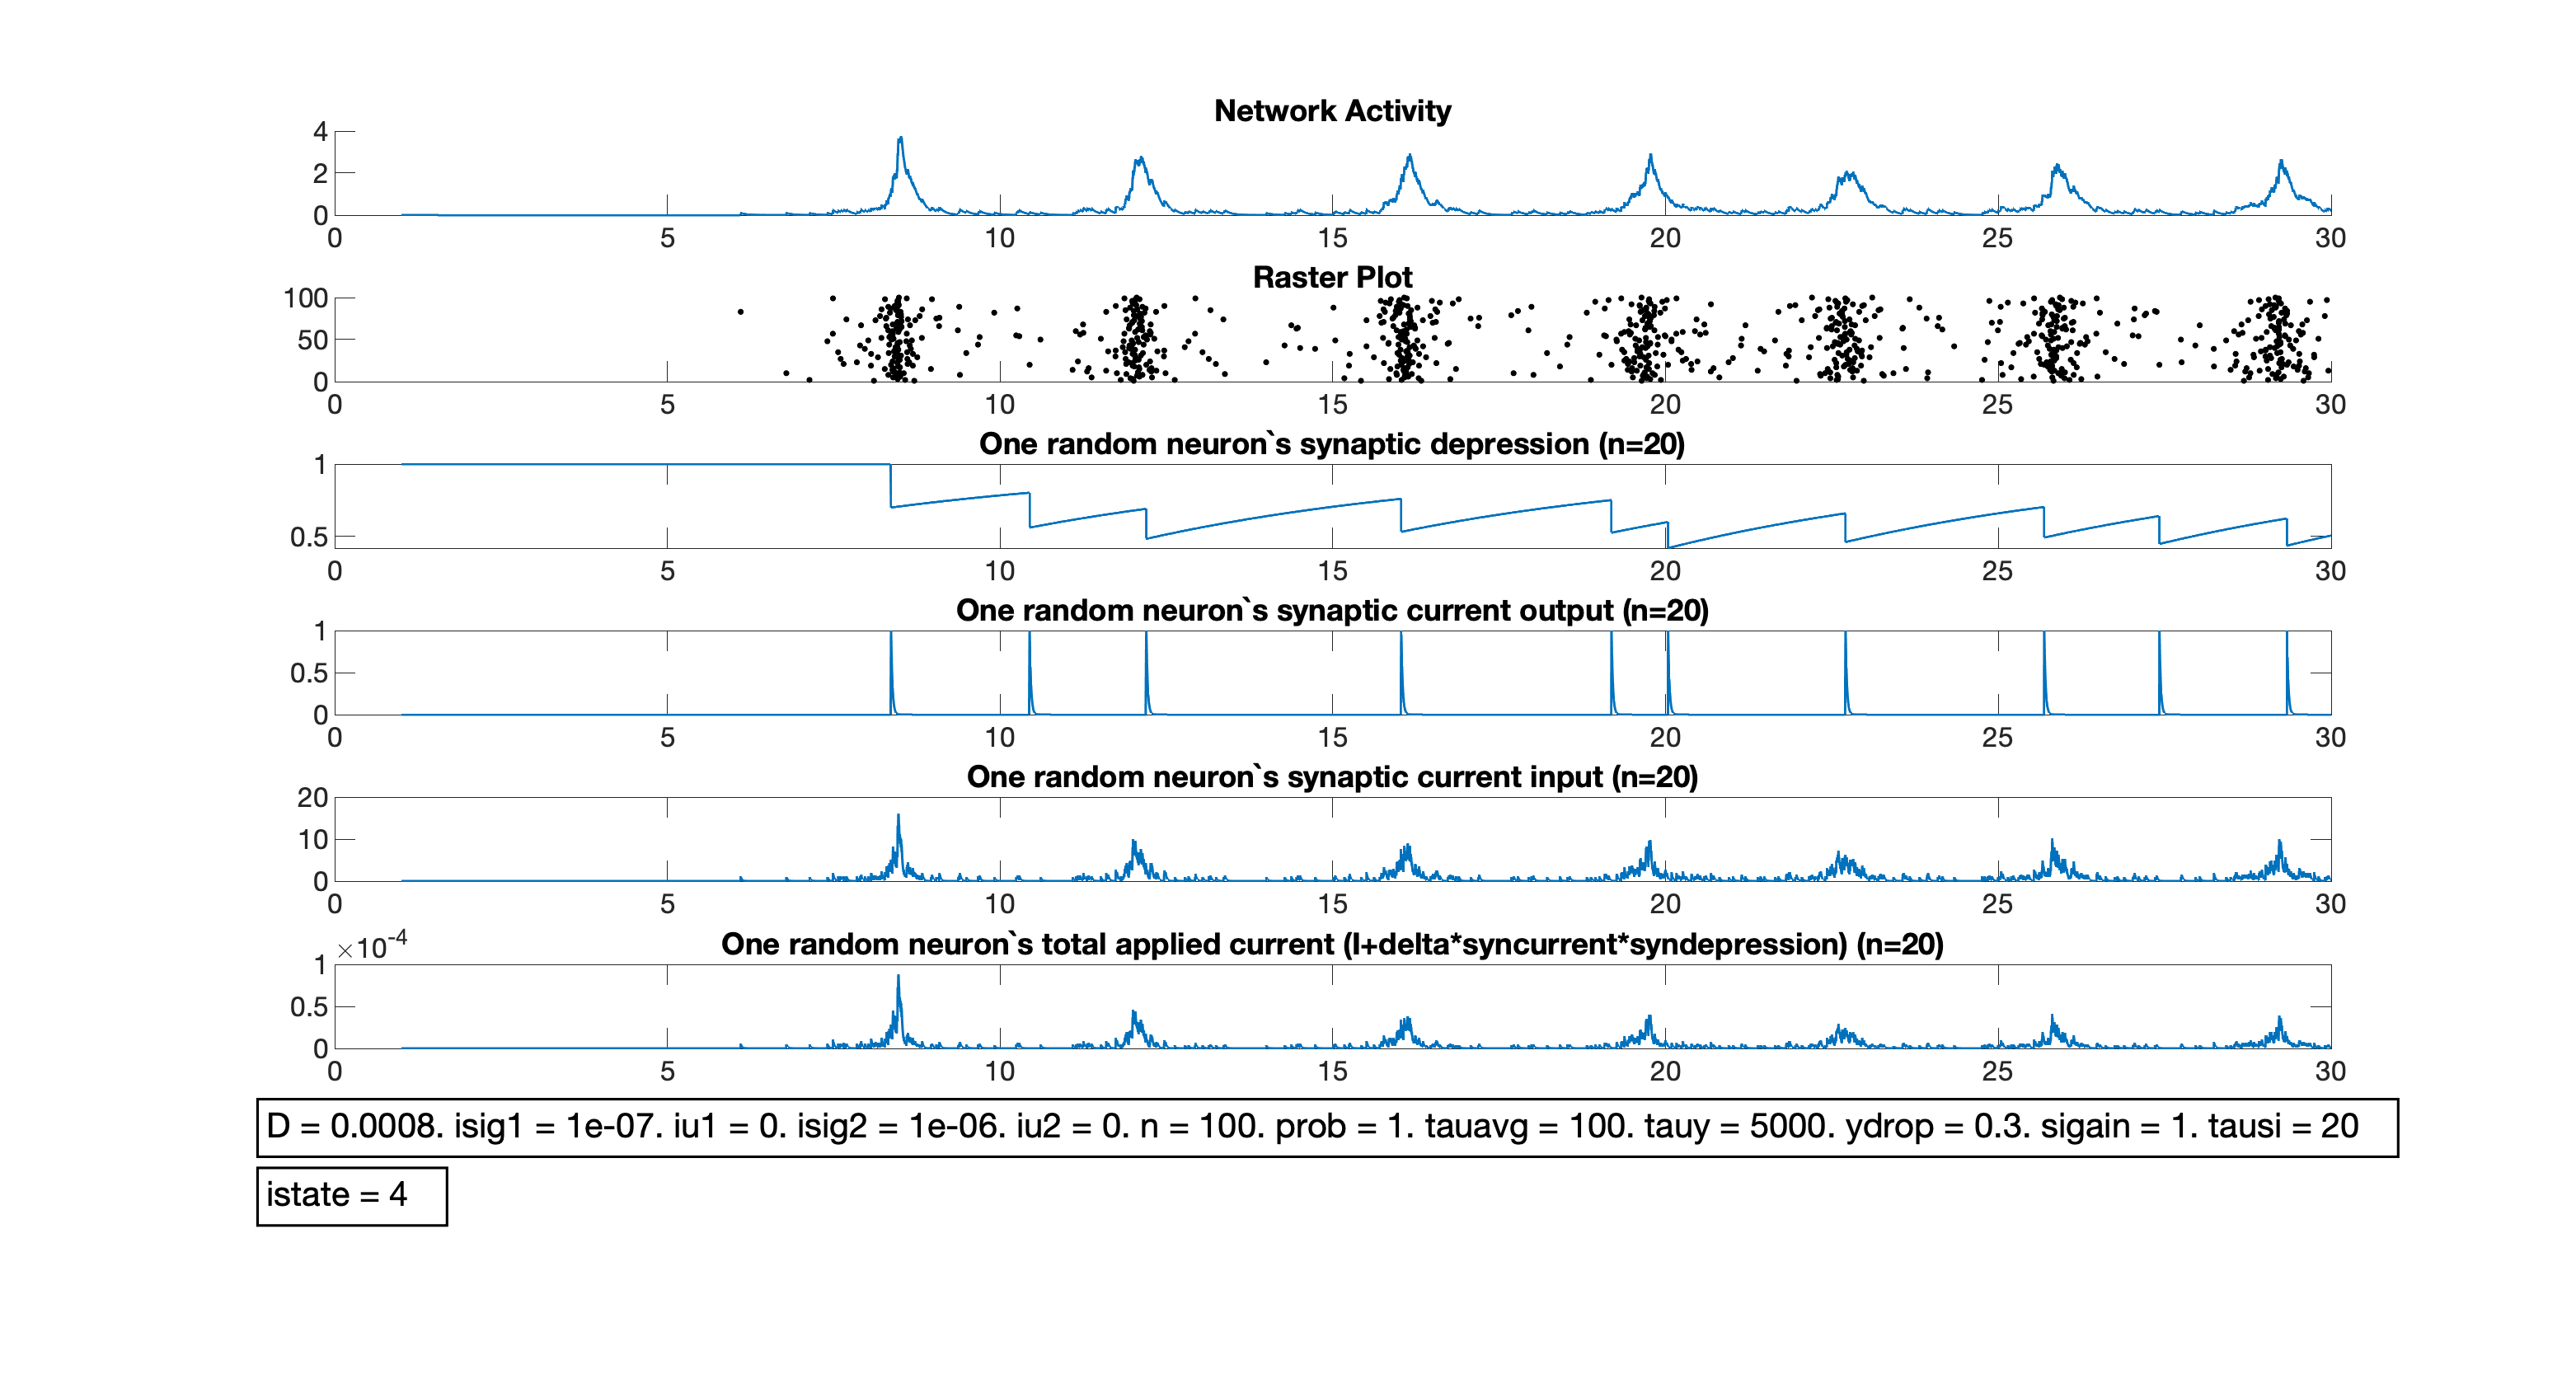 Network Activity
4
2
0
0 5 10 15 20 25 30
Raster Plot
100
50
0
0 5 10 15 20 25 30
One random neuron`s synaptic depression (n=20)
1
0.5
0 5 10 15 20 25 30
One random neuron`s synaptic current output (n=20)
1
0.5
0
0 5 10 15 20 25 30
One random neuron`s synaptic current input (n=20)
20
10
0
0 5 10 15 20 25 30
One random neuron`s total applied current (I+delta*syncurrent*syndepression) (n=20)
×10⁻⁴
1
0.5
0
0 5 10 15 20 25 30
D = 0.0008. isig1 = 1e-07. iu1 = 0. isig2 = 1e-06. iu2 = 0. n = 100. prob = 1. tauavg = 100. tauy = 5000. ydrop = 0.3. sigain = 1. tausi = 20
istate = 4